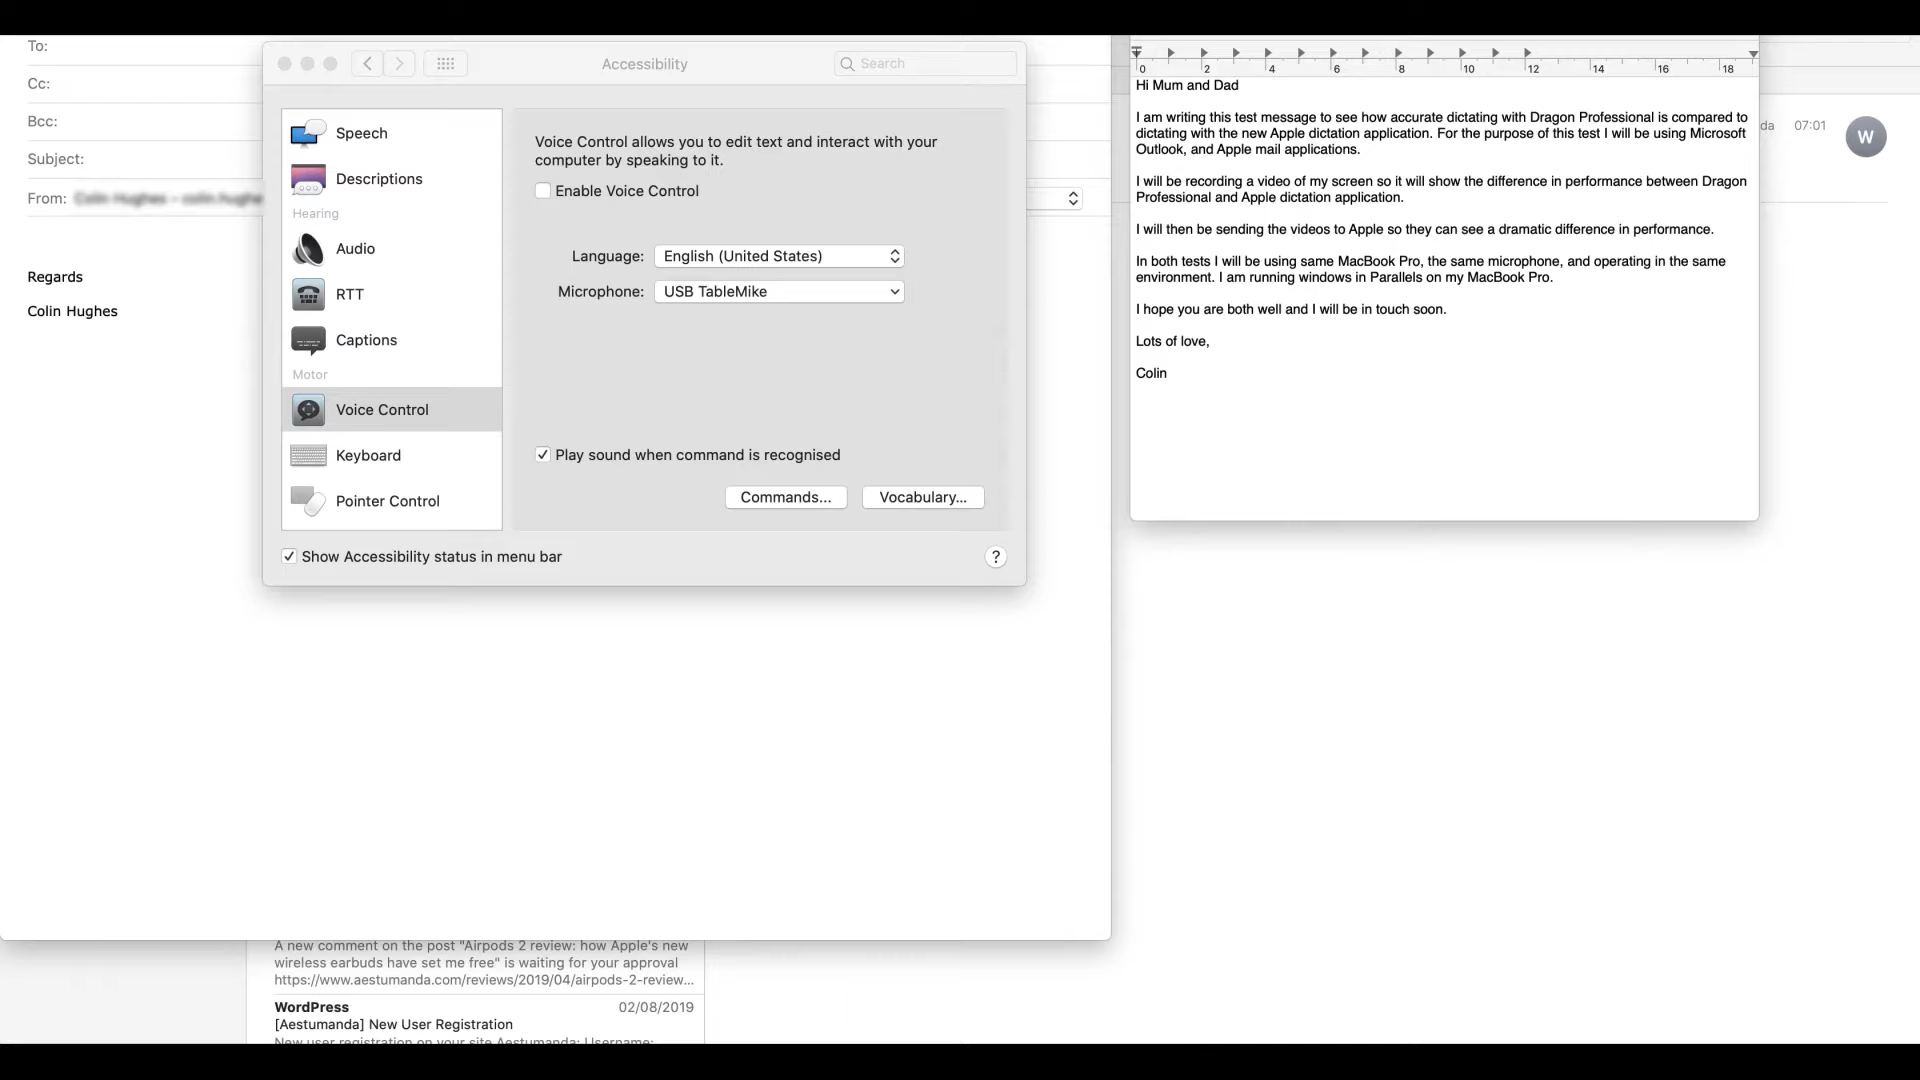 To:
Cc:
Bcc:
Subject:
From:
Regards
Colin Hughes
Accessibility
Search
Speech
Descriptions
Hearing
Audio
RTT
Captions
Motor
Voice Control
Keyboard
Pointer Control
Voice Control allows you to edit text and interact with your
computer by speaking to it.
Enable Voice Control
Language: English (United States)
Microphone: USB TableMike
Play sound when command is recognised
Commands... Vocabulary...
Show Accessibility status in menu bar
?
0 2 4 6 8 10 12 14 16 18
Hi Mum and Dad
I am writing this test message to see how accurate dictating with Dragon Professional is compared to
dictating with the new Apple dictation application. For the purpose of this test I will be using Microsoft
Outlook, and Apple mail applications.
I will be recording a video of my screen so it will show the difference in performance between Dragon
Professional and Apple dictation application.
I will then be sending the videos to Apple so they can see a dramatic difference in performance.
In both tests I will be using same MacBook Pro, the same microphone, and operating in the same
environment. I am running windows in Parallels on my MacBook Pro.
I hope you are both well and I will be in touch soon.
Lots of love,
Colin
da 07:01
W
A new comment on the post "Airpods 2 review: how Apple's new
wireless earbuds have set me free" is waiting for your approval
https://www.aestumanda.com/reviews/2019/04/airpods-2-review...
WordPress 02/08/2019
[Aestumanda] New User Registration
New user registration on your site Aestumanda: Username: